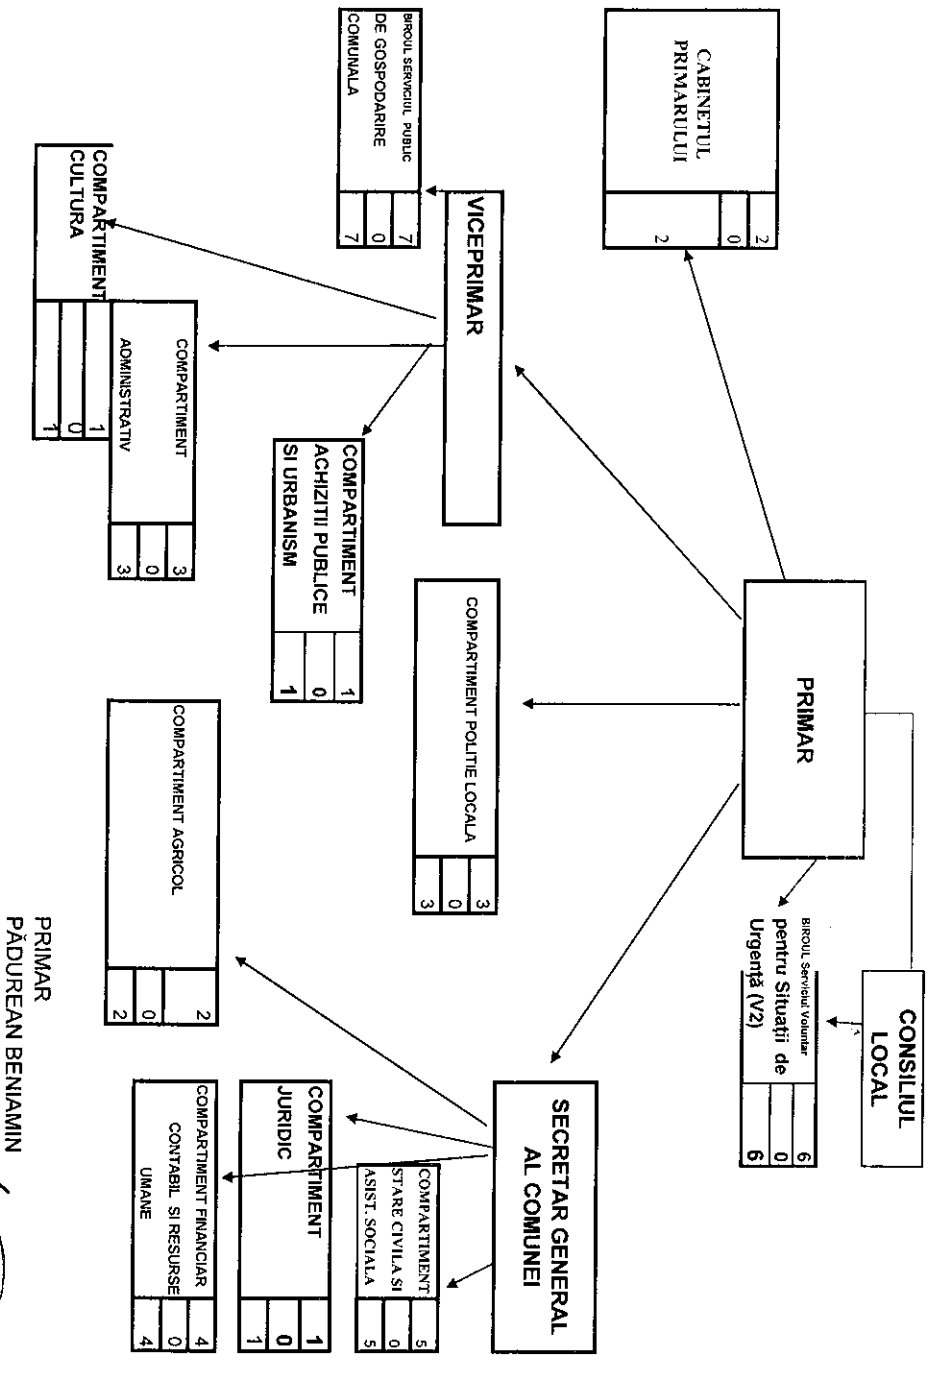 CONSILIUL
LOCAL
PRIMAR
BIROUL Serviciul Voluntar
pentru Situații de
Urgență (V2)
6
0
6
CABINETUL
PRIMARULUI
2
0
2
VICEPRIMAR
COMPARTIMENT POLITIE LOCALA
3
0
3
SECRETAR GENERAL
AL COMUNEI
BIROUL SERVICIUL PUBLIC
DE GOSPODARIRE
COMUNALA
7
0
7
COMPARTIMENT
ACHIZITII PUBLICE
SI URBANISM
1
0
1
COMPARTIMENT
STARE CIVILA SI
ASIST. SOCIALA
5
0
5
COMPARTIMENT
JURIDIC
1
0
1
COMPARTIMENT
ADMINISTRATIV
3
0
3
COMPARTIMENT AGRICOL
2
0
2
COMPARTIMENT FINANCIAR
CONTABIL SI RESURSE
UMANE
4
0
4
COMPARTIMENT
CULTURA
1
0
1
PRIMAR
PĂDUREAN BENIAMIN